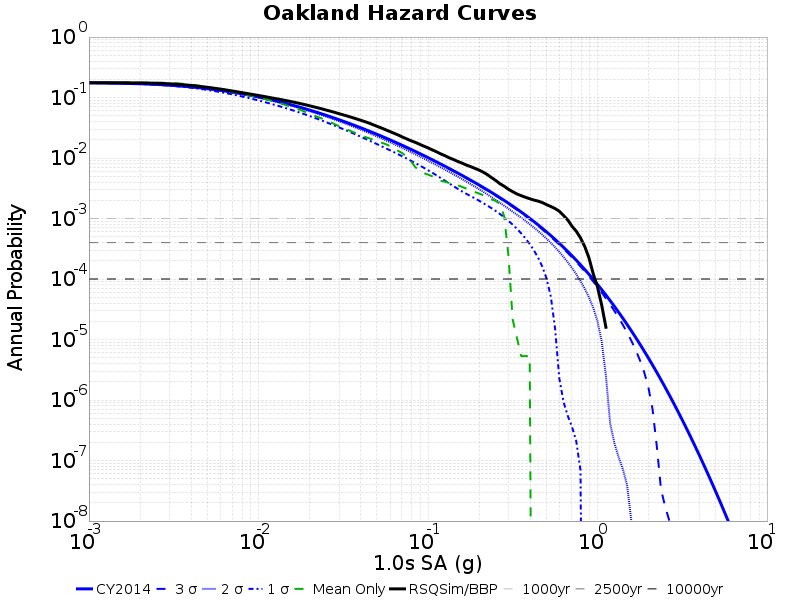 Oakland Hazard Curves
10^0
10^-1
10^-2
10^-3
10^-4
10^-5
10^-6
10^-7
10^-8
Annual Probability
10^-3 10^-2 10^-1 10^0 10^1
1.0s SA (g)
CY2014 3 σ 2 σ 1 σ Mean Only RSQSim/BBP 1000yr 2500yr 10000yr